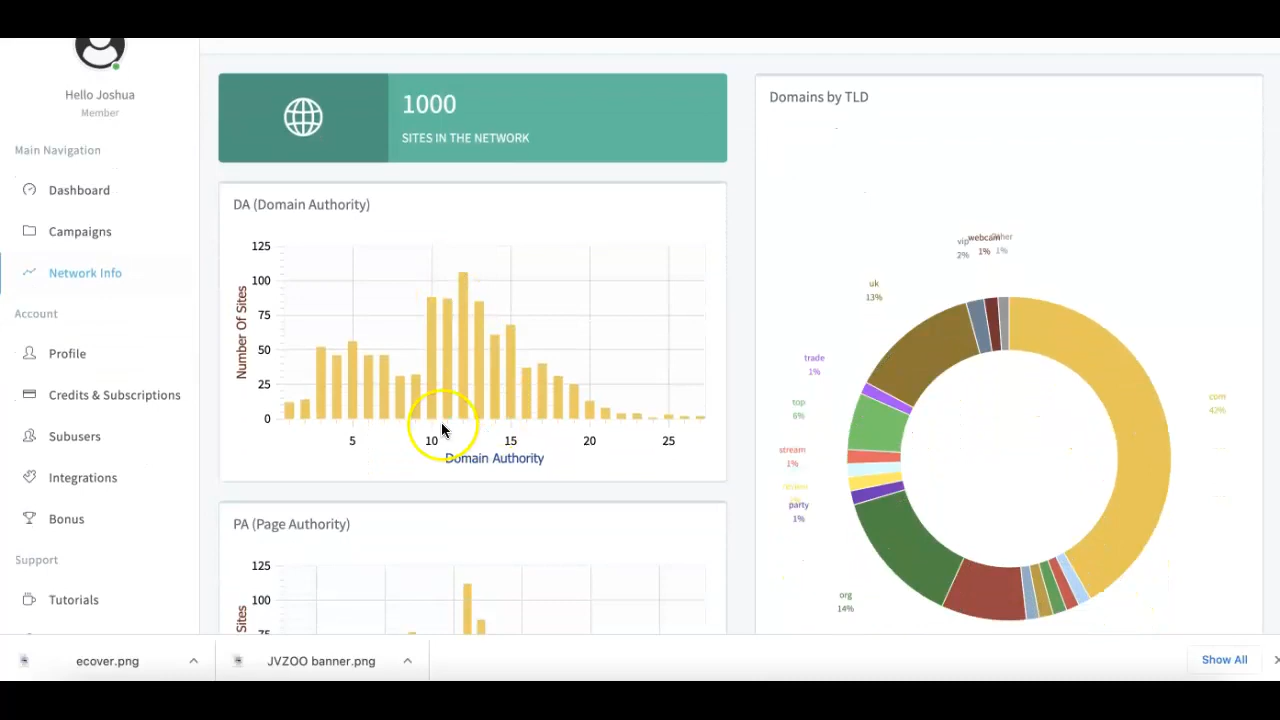 Hello Joshua
Member
Main Navigation
Dashboard
Campaigns
Network Info
Account
Profile
Credits & Subscriptions
Subusers
Integrations
Bonus
Support
Tutorials
1000
SITES IN THE NETWORK
DA (Domain Authority)
125
100
75
50
25
0
Number Of Sites
5
10
15
20
25
Domain Authority
PA (Page Authority)
125
100
75
Sites
Domains by TLD
vip
2%
webcam
1%
1%
uk
13%
trade
1%
top
6%
stream
1%
party
1%
org
14%
com
42%
ecover.png
JVZOO banner.png
Show All